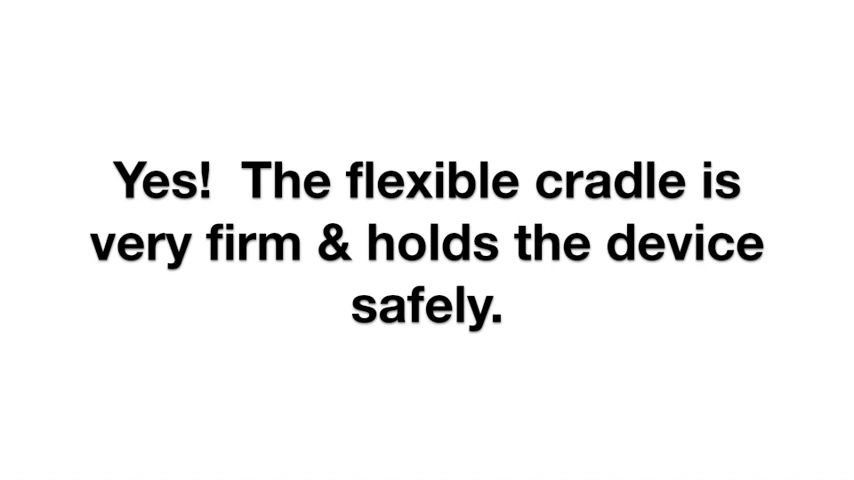 Yes!  The flexible cradle is
very firm & holds the device
safely.